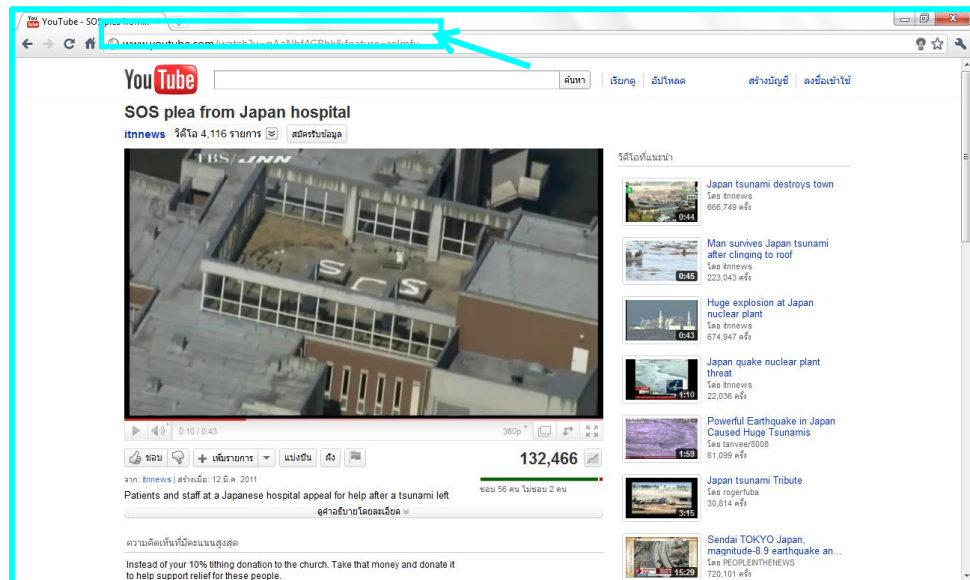 YouTube - SOS plea from...
You Tube
ค้นหา
เรียกดู
อัปโหลด
สร้างบัญชี
ลงชื่อเข้าใช้
SOS plea from Japan hospital
itnnews วิดีโอ 4,116 รายการ
สมัครรับข้อมูล
TBS/JNN
SOS
0:10 / 0:43
360p
ชอบ
เพิ่มรายการ
แบ่งปัน
ฝัง
132,466
จาก: itnnews | สร้างเมื่อ: 12 มี.ค. 2011
ชอบ 56 คน ไม่ชอบ 2 คน
Patients and staff at a Japanese hospital appeal for help after a tsunami left
ดูคำอธิบายโดยละเอียด
ความคิดเห็นที่มีคะแนนสูงสุด
Instead of your 10% tithing donation to the church. Take that money and donate it
to help support relief for these people.
วิดีโอที่แนะนำ
0:44
Japan tsunami destroys town
โดย itnnews
666,749 ครั้ง
0:45
Man survives Japan tsunami
after clinging to roof
โดย itnnews
223,043 ครั้ง
0:43
Huge explosion at Japan
nuclear plant
โดย itnnews
674,947 ครั้ง
1:10
Japan quake nuclear plant
threat
โดย itnnews
22,036 ครั้ง
1:59
Powerful Earthquake in Japan
Caused Huge Tsunamis
โดย tanveer8008
61,099 ครั้ง
3:15
Japan tsunami Tribute
โดย rogerfuba
30,814 ครั้ง
15:29
Sendai TOKYO Japan,
magnitude-8.9 earthquake an...
โดย PEOPLEINTHENEWS
720,101 ครั้ง